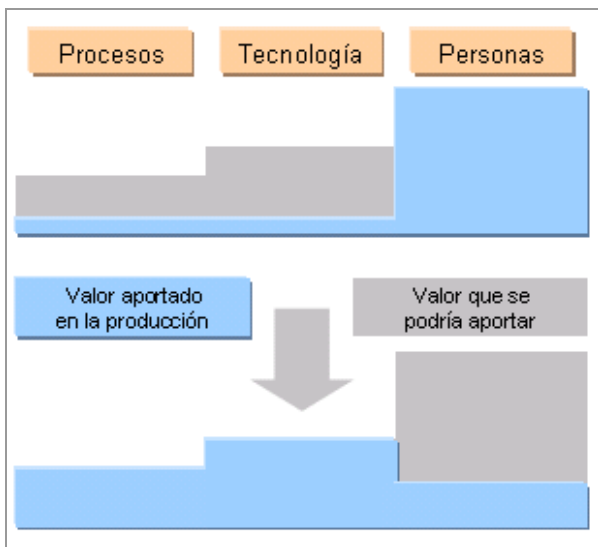 Procesos
Tecnología
Personas
Valor aportado
en la producción
Valor que se
podría aportar